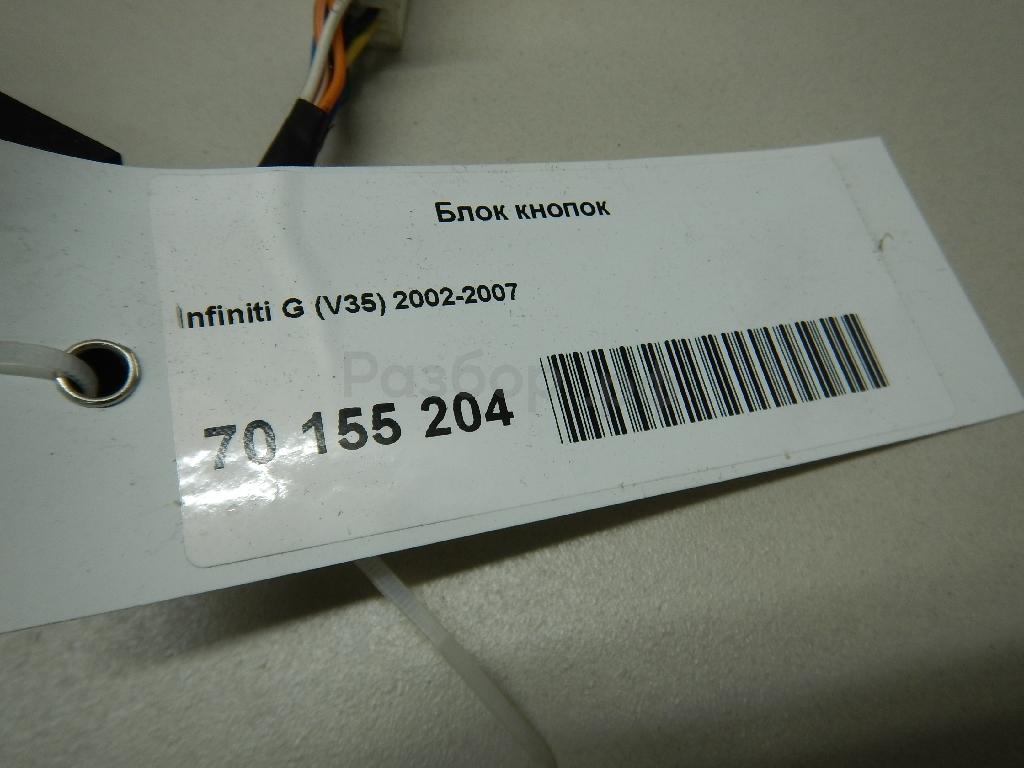 Блок кнопок
Infiniti G (V35) 2002-2007
70 155 204